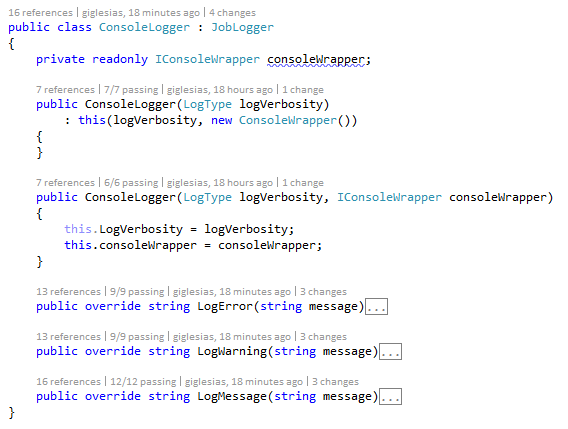 16 references | giglesias, 18 minutes ago | 4 changes
public class ConsoleLogger : JobLogger
{
    private readonly IConsoleWrapper consoleWrapper;
    7 references | 7/7 passing | giglesias, 18 hours ago | 1 change
    public ConsoleLogger(LogType logVerbosity)
        : this(logVerbosity, new ConsoleWrapper())
    {
    }
    7 references | 6/6 passing | giglesias, 18 hours ago | 1 change
    public ConsoleLogger(LogType logVerbosity, IConsoleWrapper consoleWrapper)
    {
        this.LogVerbosity = logVerbosity;
        this.consoleWrapper = consoleWrapper;
    }
    13 references | 9/9 passing | giglesias, 18 minutes ago | 3 changes
    public override string LogError(string message)...
    13 references | 9/9 passing | giglesias, 18 minutes ago | 3 changes
    public override string LogWarning(string message)...
    16 references | 12/12 passing | giglesias, 18 minutes ago | 3 changes
    public override string LogMessage(string message)...
}